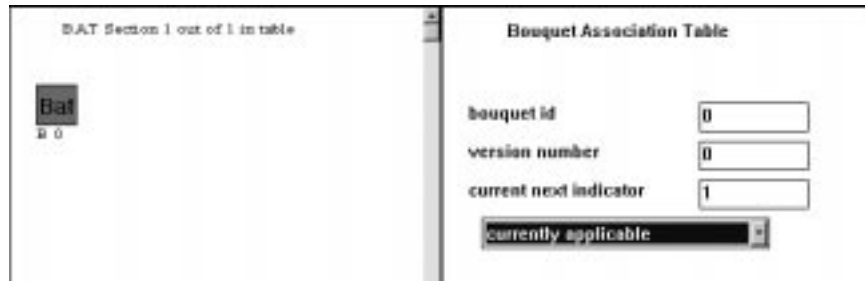 BAT Section 1 out of 1 in table
Bat
B 0
Bouquet Association Table
bouquet id 0
version number 0
current next indicator 1
currently applicable